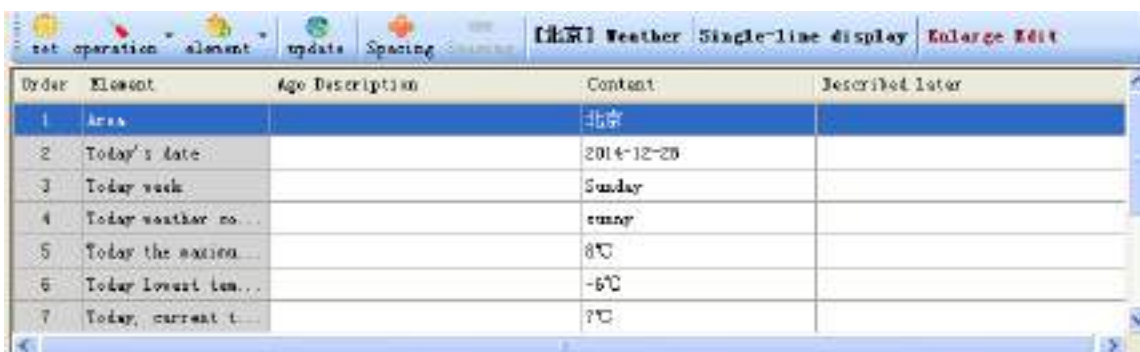 set operation element update Spacing [北京] Weather Single-line display Enlarge Edit
Order Element Ago Description Content Described later
1 Area 北京
2 Today's date 2014-12-28
3 Today week Sunday
4 Today weather co... sunny
5 Today the maximu... 8℃
6 Today Lowest tem... -6℃
7 Today, current t... ?℃